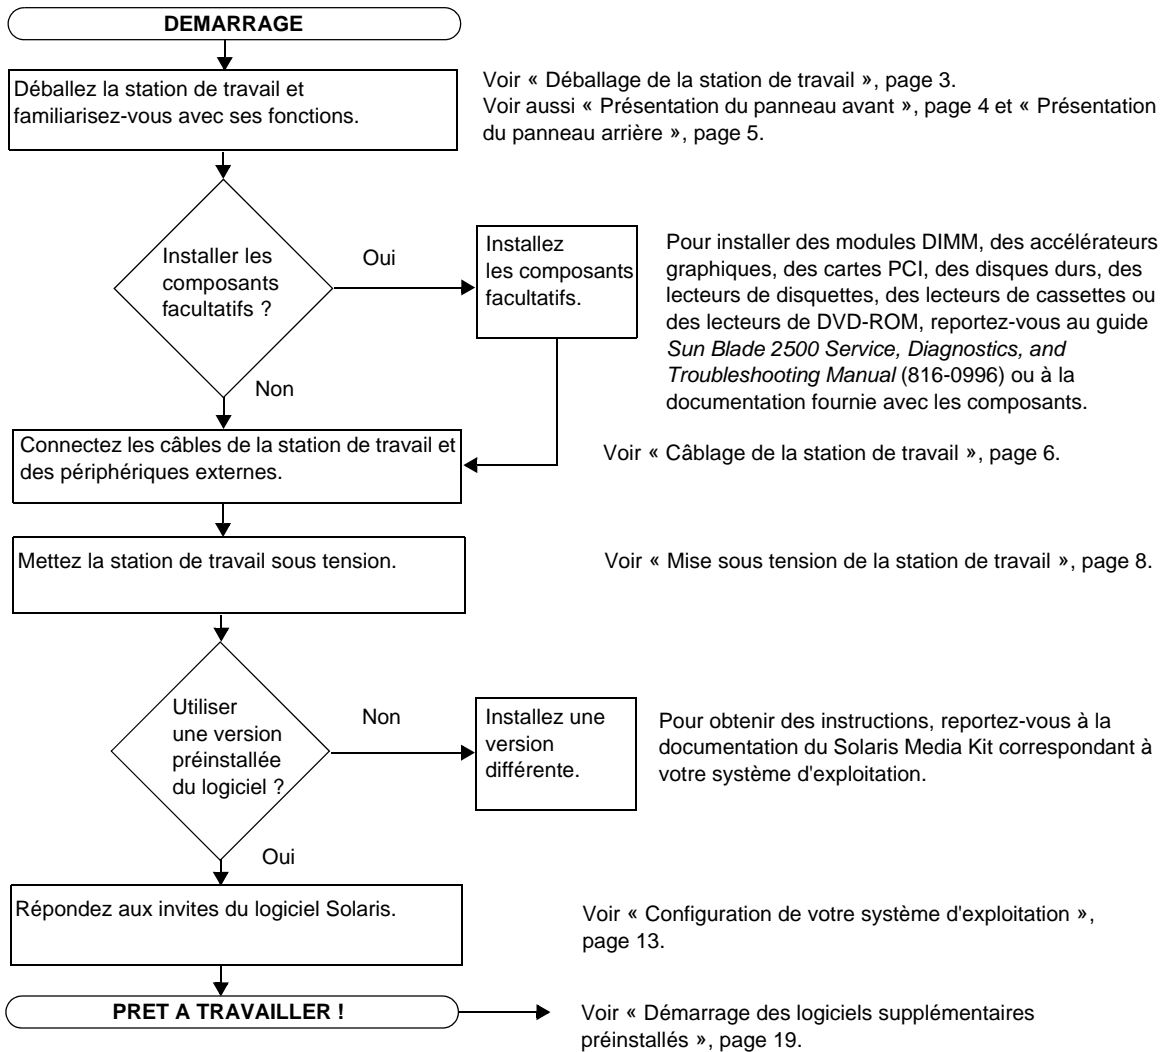 DEMARRAGE
Déballez la station de travail et
familiarisez-vous avec ses fonctions.
Voir « Déballage de la station de travail », page 3.
Voir aussi « Présentation du panneau avant », page 4 et « Présentation
du panneau arrière », page 5.
Installer les
composants
facultatifs ?
Oui
Installez
les composants
facultatifs.
Pour installer des modules DIMM, des accélérateurs
graphiques, des cartes PCI, des disques durs, des
lecteurs de disquettes, des lecteurs de cassettes ou
des lecteurs de DVD-ROM, reportez-vous au guide
Sun Blade 2500 Service, Diagnostics, and
Troubleshooting Manual (816-0996) ou à la
documentation fournie avec les composants.
Non
Connectez les câbles de la station de travail et
des périphériques externes.
Voir « Câblage de la station de travail », page 6.
Mettez la station de travail sous tension.
Voir « Mise sous tension de la station de travail », page 8.
Utiliser
une version
préinstallée
du logiciel ?
Non
Installez une
version
différente.
Pour obtenir des instructions, reportez-vous à la
documentation du Solaris Media Kit correspondant à
votre système d'exploitation.
Oui
Répondez aux invites du logiciel Solaris.
Voir « Configuration de votre système d'exploitation »,
page 13.
PRET A TRAVAILLER !
Voir « Démarrage des logiciels supplémentaires
préinstallés », page 19.